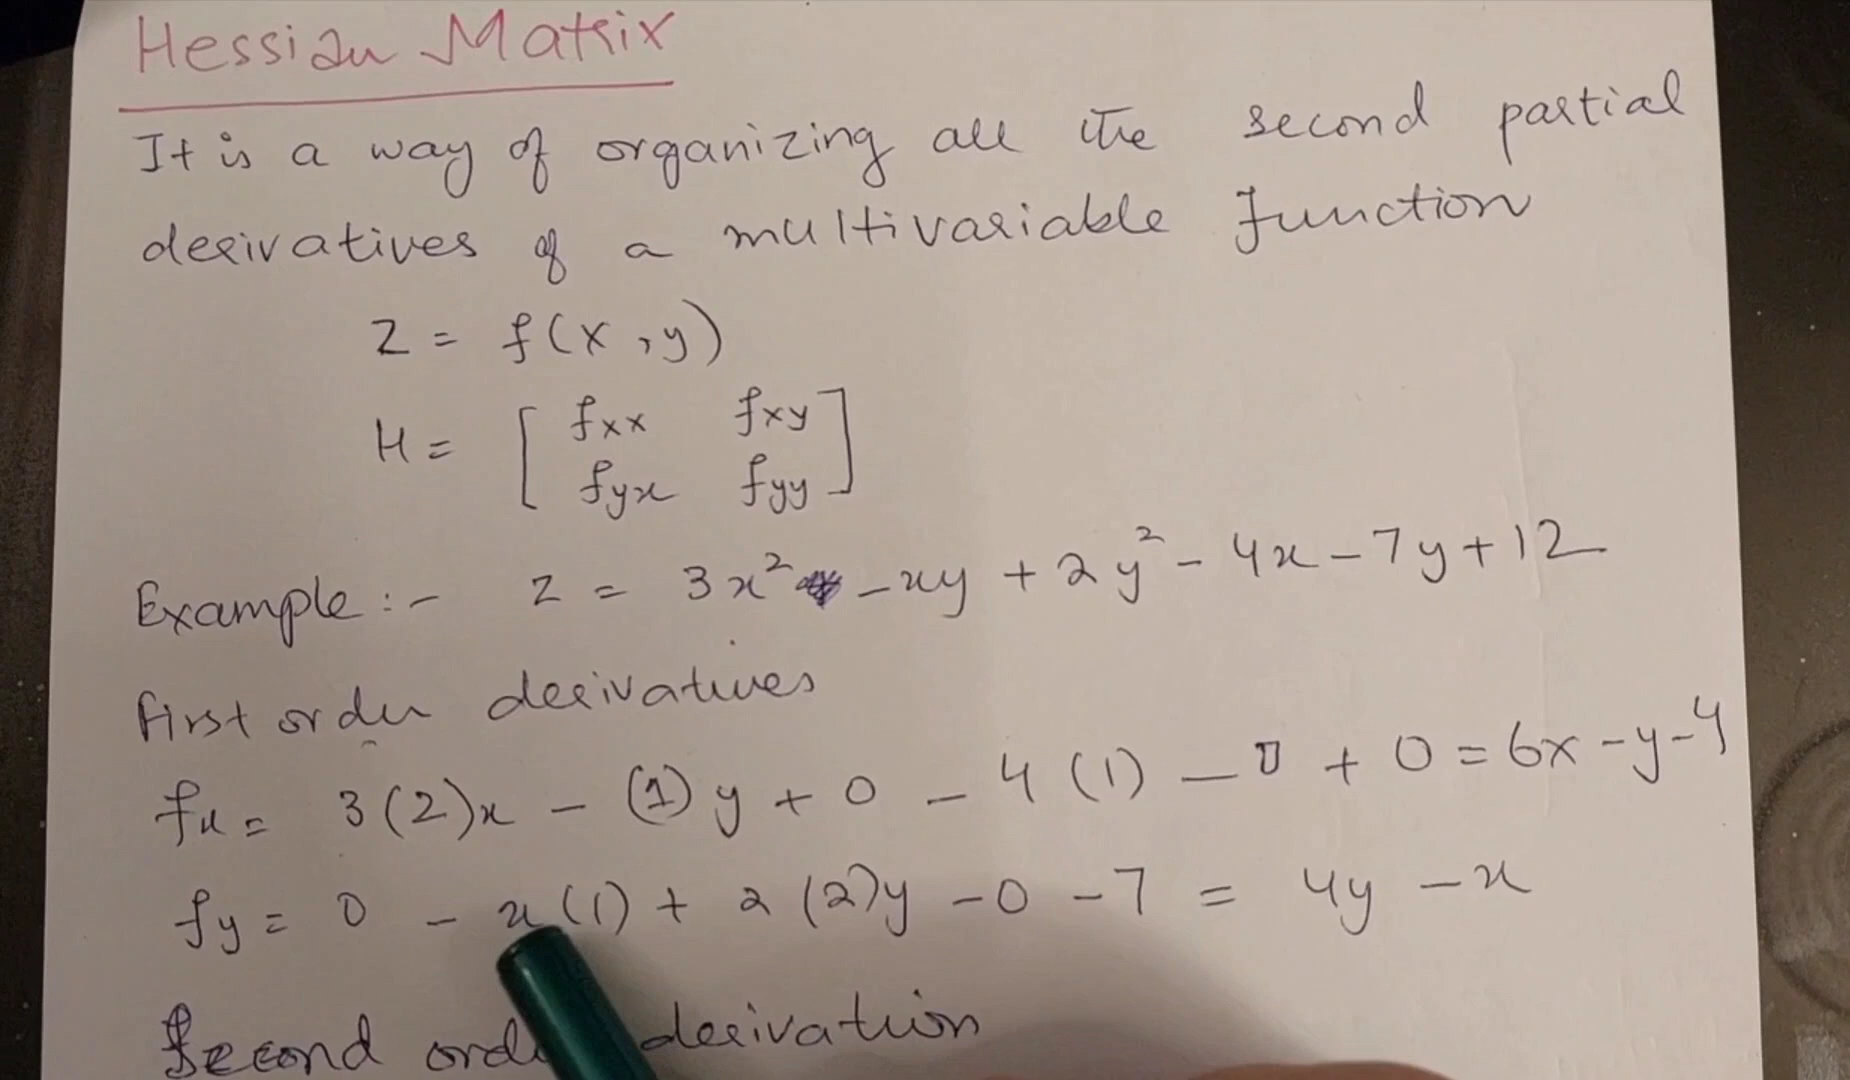 Hessian Matrix
It is a way of organizing all the second partial
derivatives of a multivariable function
Z = f(x,y)
H = [ fxx fxy
fyx fyy ]
Example :- Z = 3x² - xy + 2y² - 4x - 7y + 12
first order derivatives
fx = 3(2)x - (1)y + 0 - 4(1) - 0 + 0 = 6x - y - 4
fy = 0 - x(1) + 2(2)y - 0 - 7 = 4y - x
Second derivation